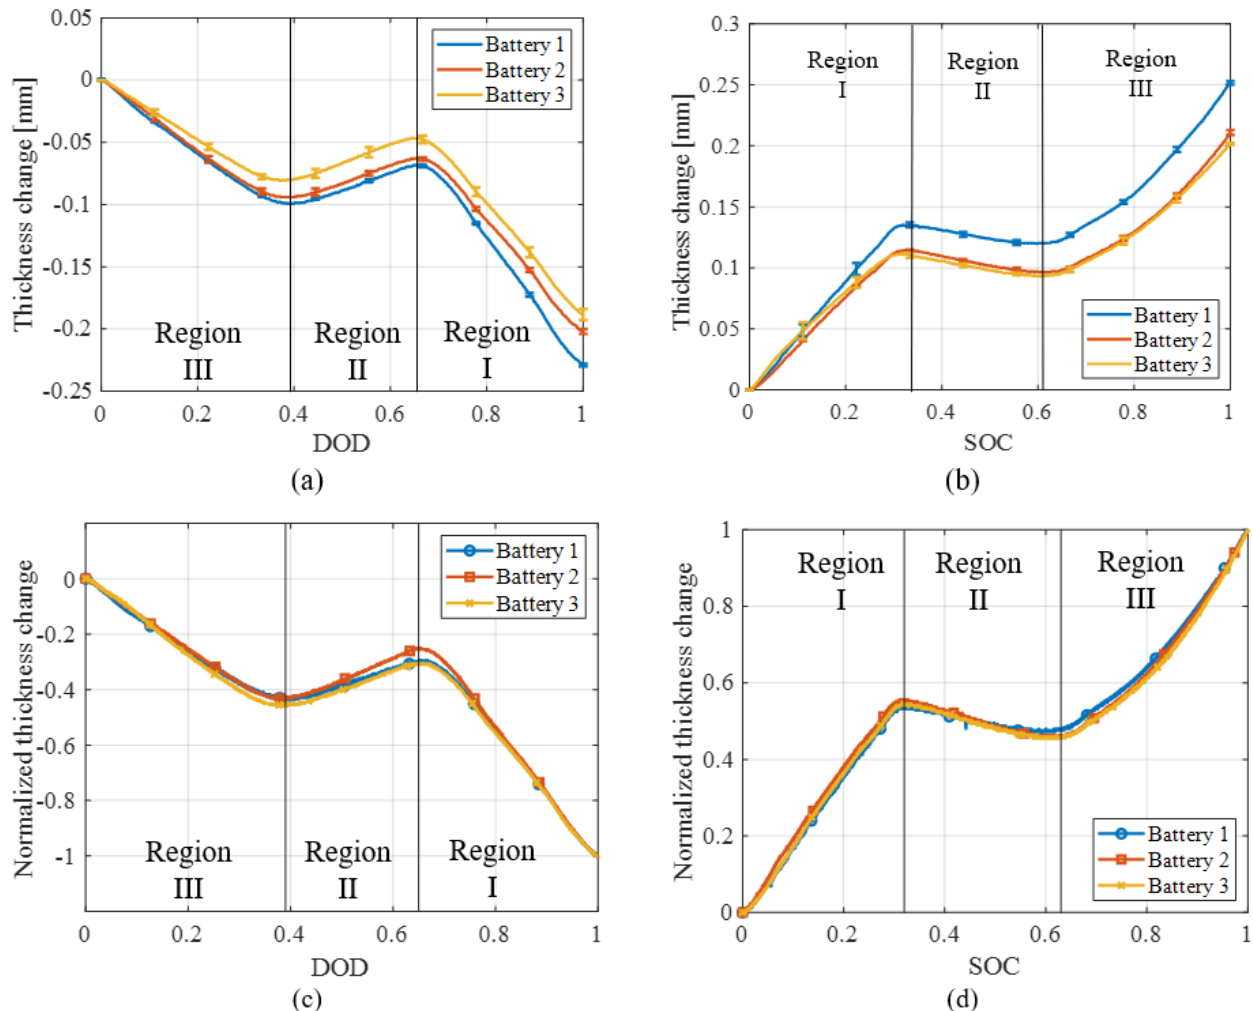 0.05
0
-0.05
-0.1
-0.15
-0.2
-0.25
Thickness change [mm]
Battery 1
Battery 2
Battery 3
Region
III
Region
II
Region
I
0
0.2
0.4
0.6
0.8
1
DOD
(a)
0.3
0.25
0.2
0.15
0.1
0.05
0
Thickness change [mm]
Region
I
Region
II
Region
III
Battery 1
Battery 2
Battery 3
0
0.2
0.4
0.6
0.8
1
SOC
(b)
0
-0.2
-0.4
-0.6
-0.8
-1
Normalized thickness change
Battery 1
Battery 2
Battery 3
Region
III
Region
II
Region
I
0
0.2
0.4
0.6
0.8
1
DOD
(c)
1
0.8
0.6
0.4
0.2
0
Normalized thickness change
Region
I
Region
II
Region
III
Battery 1
Battery 2
Battery 3
0
0.2
0.4
0.6
0.8
1
SOC
(d)